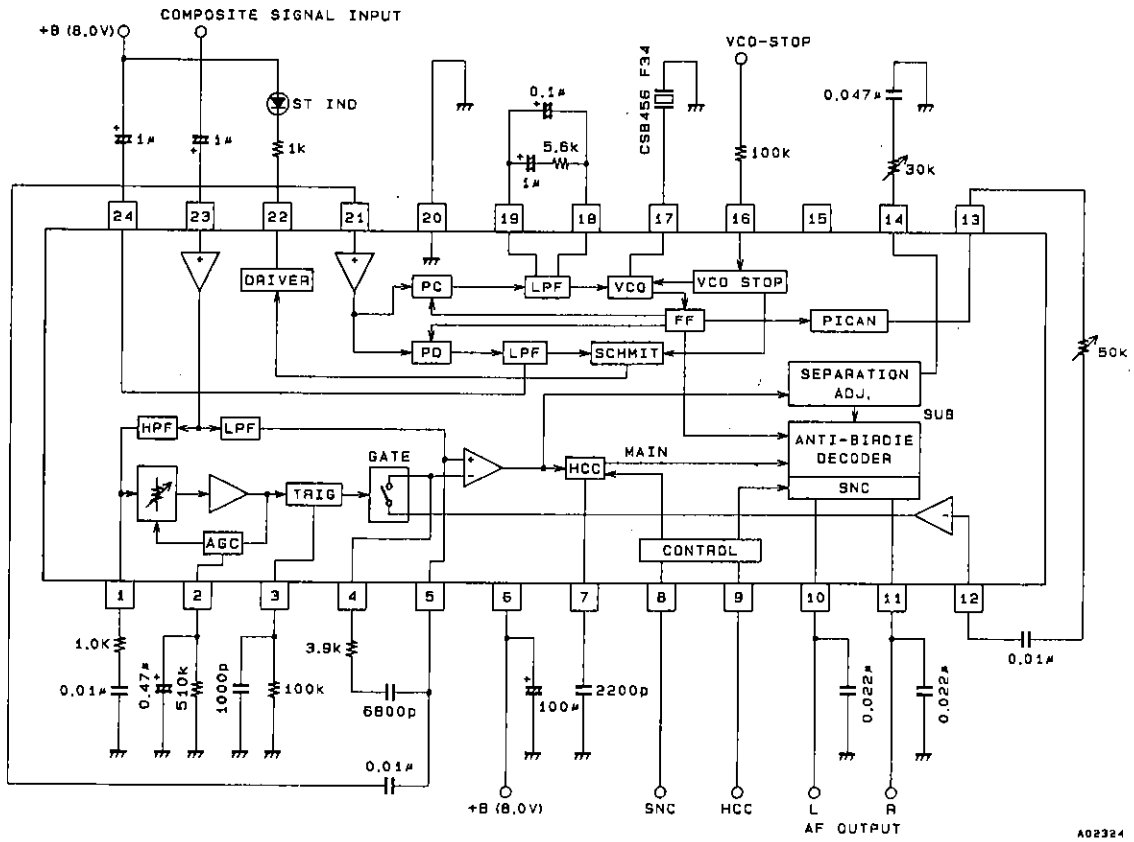 COMPOSITE SIGNAL INPUT
+B (8.0V)
VCO-STOP
ST IND
0.1μ
CSB456 F34
0.047μ
1μ
1μ
1k
5.6k
1μ
100k
30k
24
23
22
21
20
19
18
17
16
15
14
13
DRIVER
PC
LPF
VCO
VCO STOP
FF
PICAN
PD
LPF
SCHMIT
50k
SEPARATION
ADJ.
SUB
HPF
LPF
ANTI-BIRDIE
DECODER
GATE
HCC
MAIN
SNC
TRIG
AGC
CONTROL
1
2
3
4
5
6
7
8
9
10
11
12
1.0K
0.01μ
0.47μ
510k
1000p
100k
3.9k
6800p
100μ
2200p
0.022μ
0.022μ
0.01μ
0.01μ
+B (8.0V)
SNC
HCC
L
R
AF OUTPUT
A02324